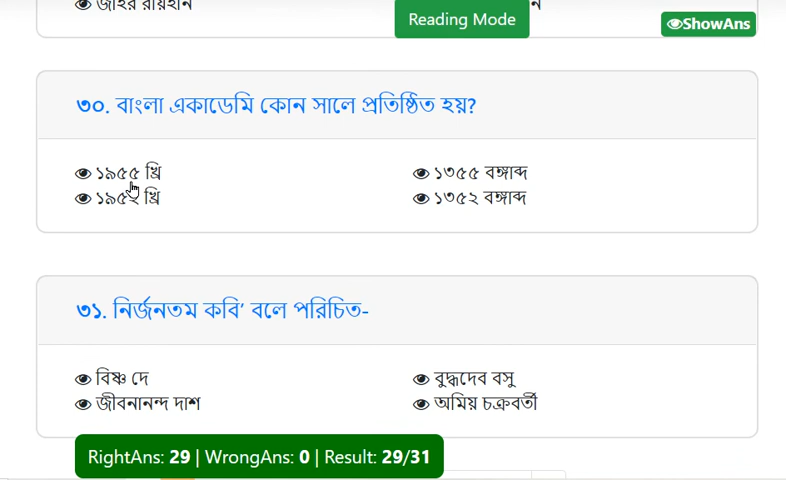 জহির রায়হান
ন
Reading Mode
ShowAns
৩০. বাংলা একাডেমি কোন সালে প্রতিষ্ঠিত হয়?
১৯৫৫ খ্রি
১৩৫৫ বঙ্গাব্দ
১৯৫২ খ্রি
১৩৫২ বঙ্গাব্দ
৩১. নির্জনতম কবি’ বলে পরিচিত-
বিষ্ণ দে
বুদ্ধদেব বসু
জীবনানন্দ দাশ
অমিয় চক্রবর্তী
RightAns: 29 | WrongAns: 0 | Result: 29/31